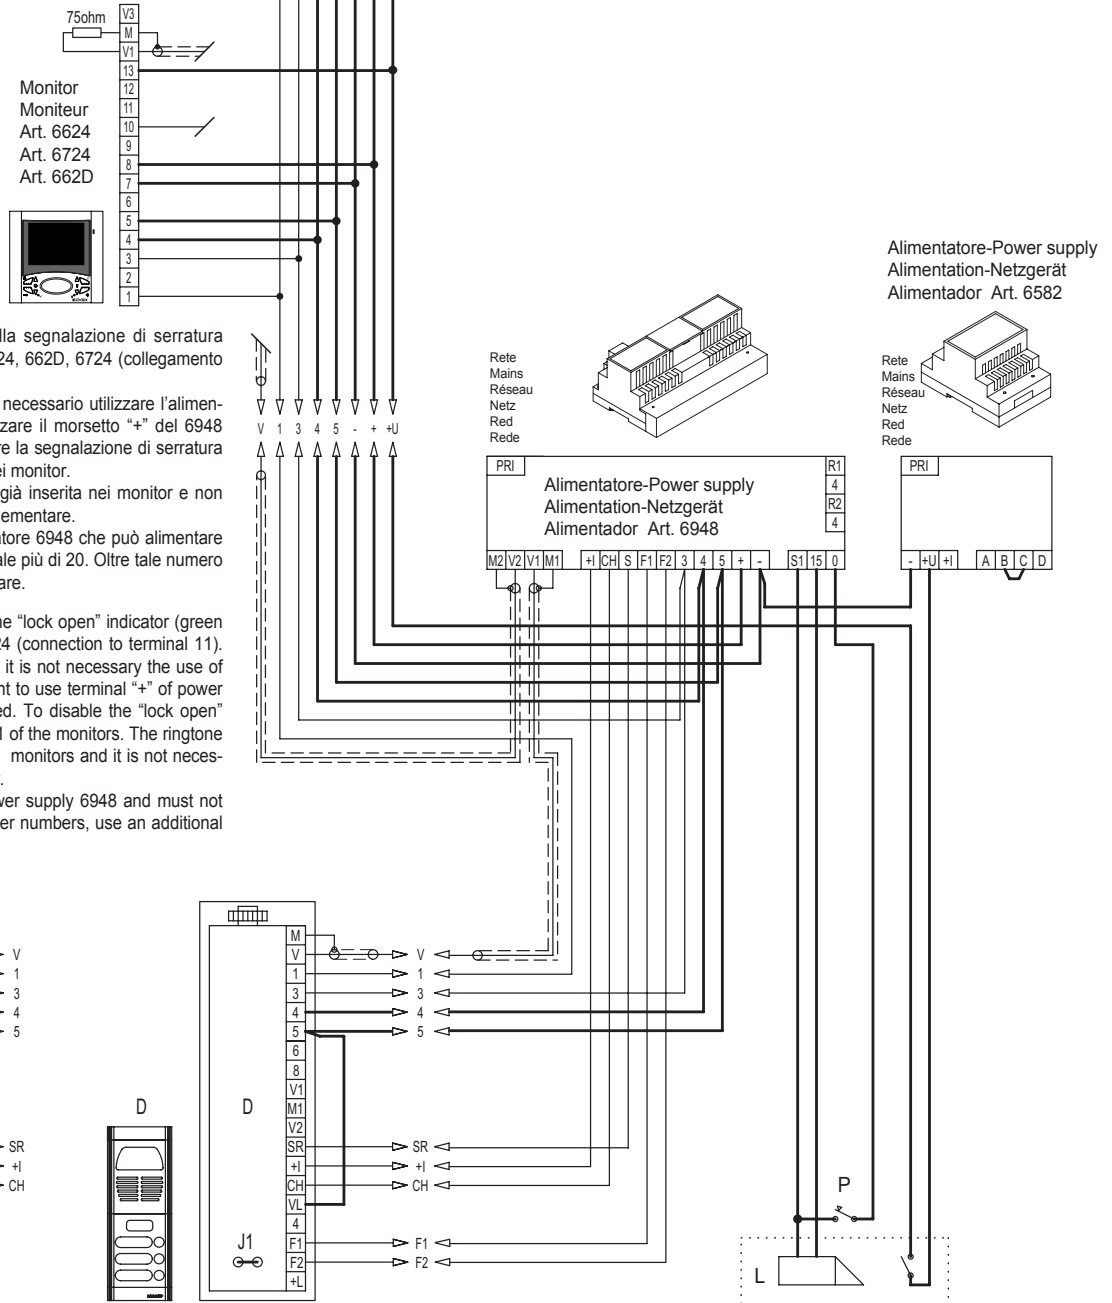 75ohm
V3
M
V1
13
12
11
10
9
8
7
6
5
4
3
2
1
Monitor
Moniteur
Art. 6624
Art. 6724
Art. 662D
lla segnalazione di serratura
24, 662D, 6724 (collegamento
necessario utilizzare l’alimen-
zare il morsetto “+” del 6948
re la segnalazione di serratura
ei monitor.
già inserita nei monitor e non
lementare.
atore 6948 che può alimentare
ale più di 20. Oltre tale numero
are.
he “lock open” indicator (green
24 (connection to terminal 11).
it is not necessary the use of
nt to use terminal “+” of power
ed. To disable the “lock open”
1 of the monitors. The ringtone
monitors and it is not neces-
wer supply 6948 and must not
er numbers, use an additional
V 1 3 4 5 - + +U
Rete
Mains
Réseau
Netz
Red
Rede
PRI
Alimentatore-Power supply
Alimentation-Netzgerät
Alimentador Art. 6948
R1
4
R2
4
M2 V2 V1 M1 +I CH S F1 F2 3 4 5 + - S1 15 0
Alimentatore-Power supply
Alimentation-Netzgerät
Alimentador Art. 6582
Rete
Mains
Réseau
Netz
Red
Rede
PRI
- +U +I A B C D
V
1
3
4
5
SR
+I
CH
D
D
J1
M
V
1
3
4
5
6
8
V1
M1
V2
SR
+I
CH
VL
4
F1
F2
+L
V
1
3
4
5
SR
+I
CH
F1
F2
P
L